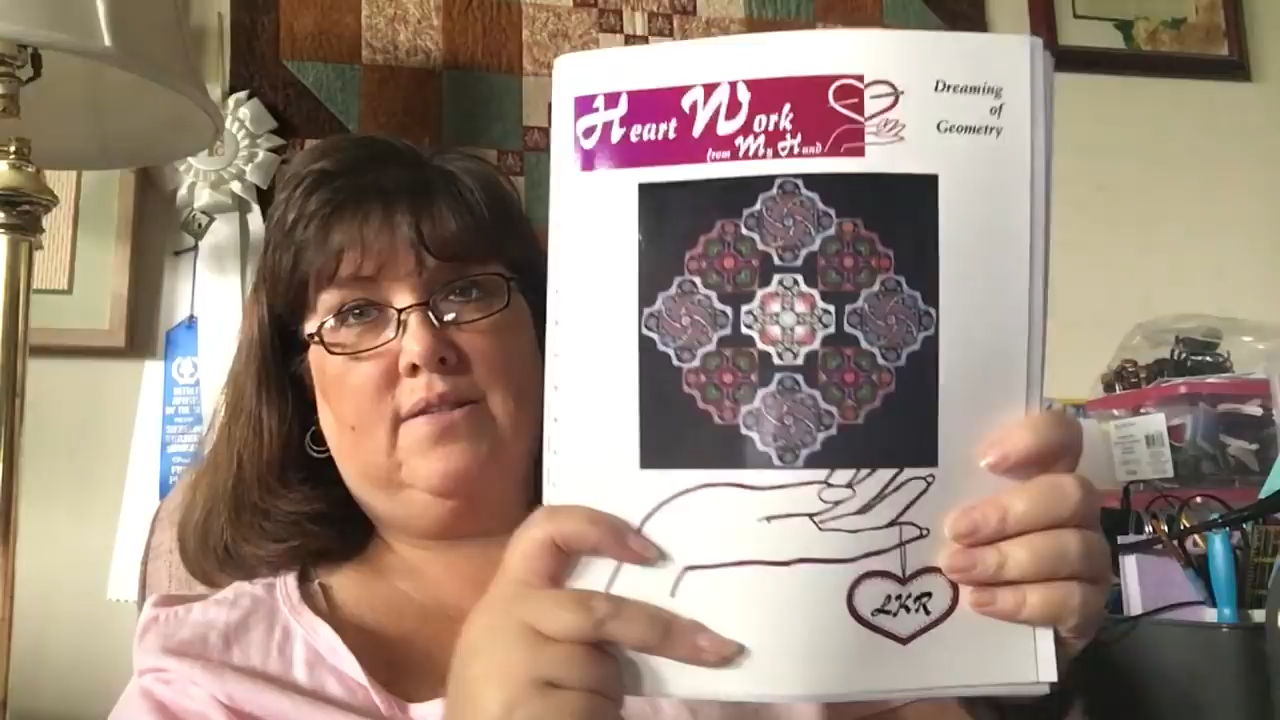 Heart Work
from My Hand
Dreaming
of
Geometry
LKR